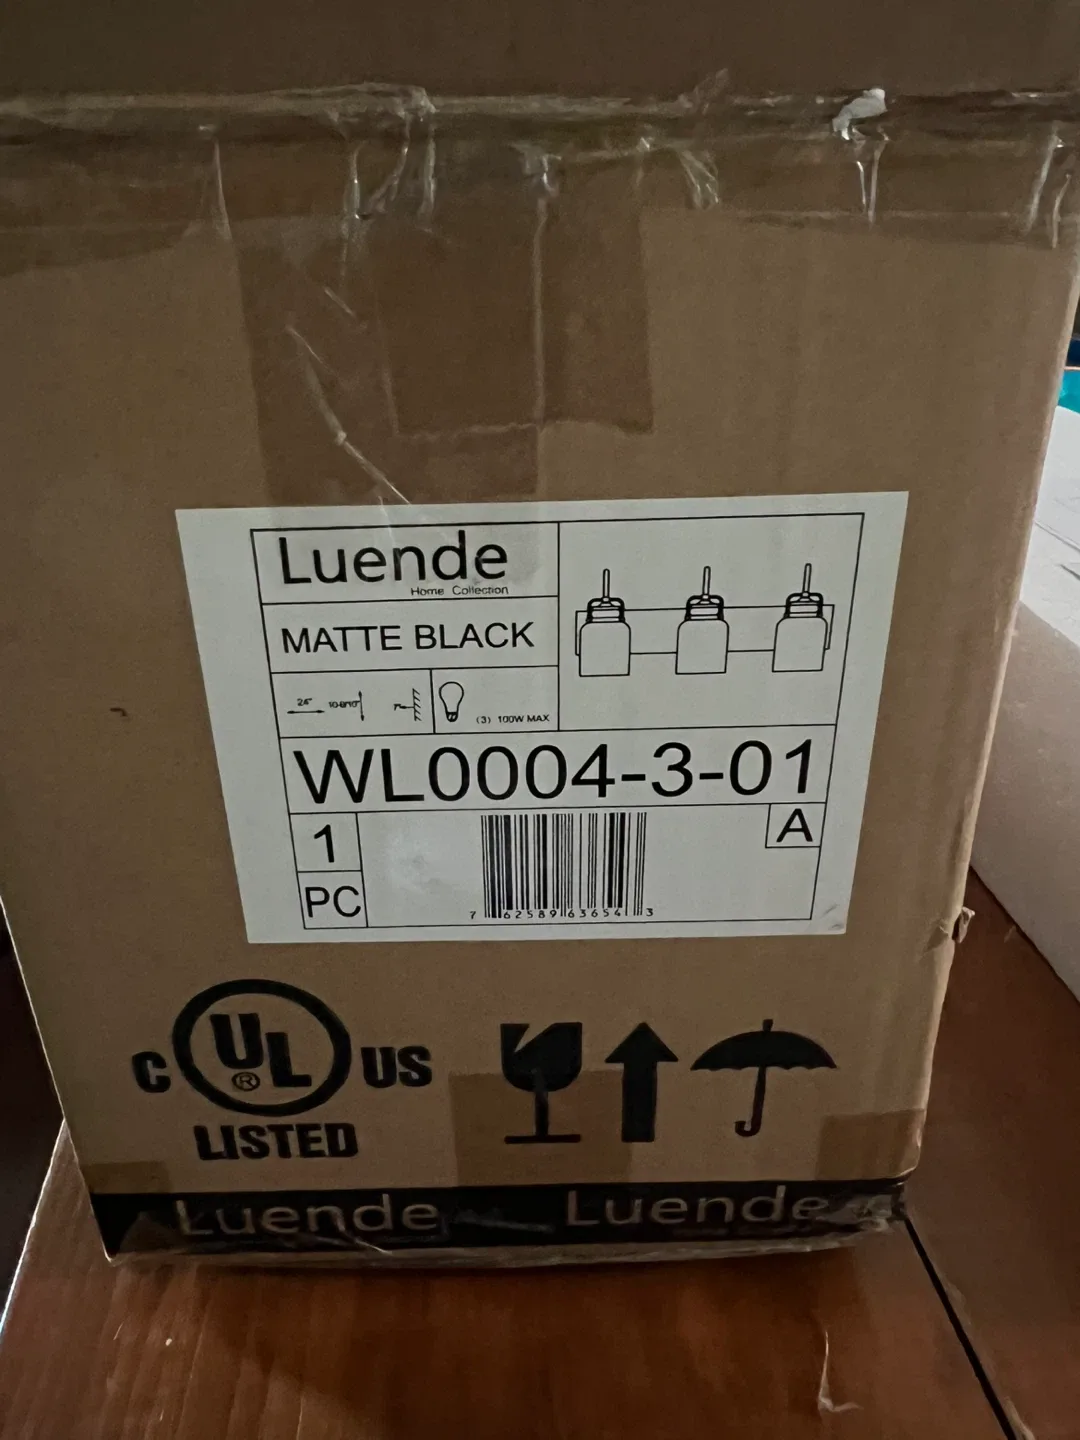 Luende
Home Collection
MATTE BLACK
26"
(3) 100W MAX
WL0004-3-01
1
PC
A
7 62589 63654 3
C UL® US
LISTED
Luende Luende